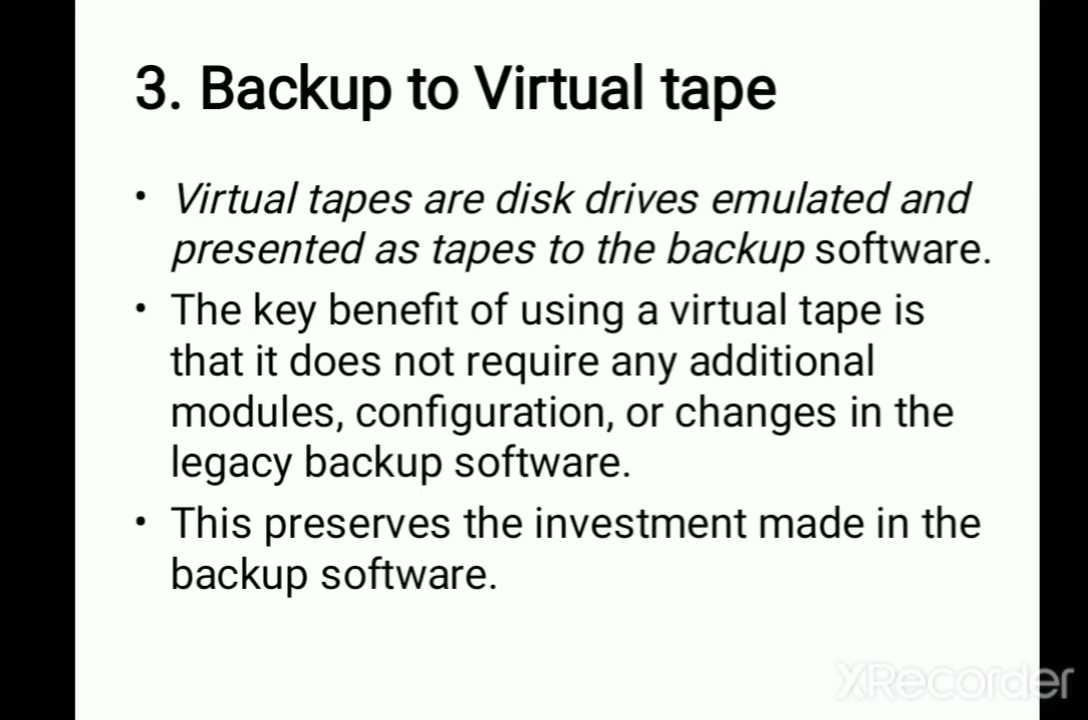 3. Backup to Virtual tape
• Virtual tapes are disk drives emulated and
presented as tapes to the backup software.
• The key benefit of using a virtual tape is
that it does not require any additional
modules, configuration, or changes in the
legacy backup software.
• This preserves the investment made in the
backup software.
XRecorder